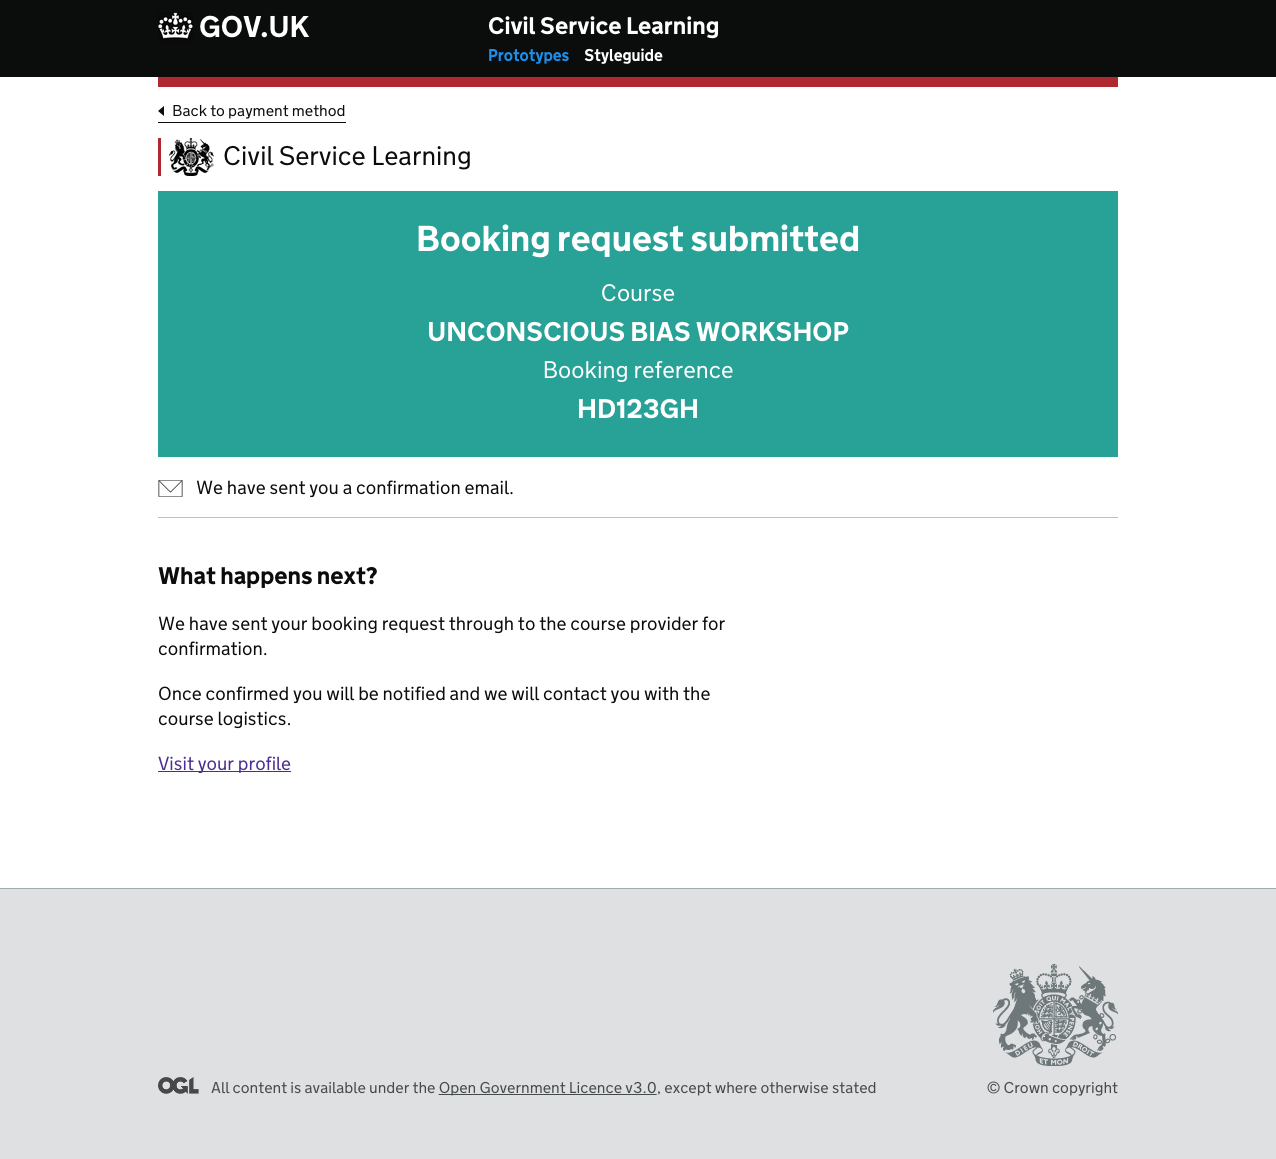 GOV.UK
Civil Service Learning
Prototypes Styleguide
Back to payment method
Civil Service Learning
Booking request submitted
Course
UNCONSCIOUS BIAS WORKSHOP
Booking reference
HD123GH
We have sent you a confirmation email.
What happens next?
We have sent your booking request through to the course provider for
confirmation.
Once confirmed you will be notified and we will contact you with the
course logistics.
Visit your profile
DIEU ET MON DROIT
OGL All content is available under the Open Government Licence v3.0, except where otherwise stated
© Crown copyright